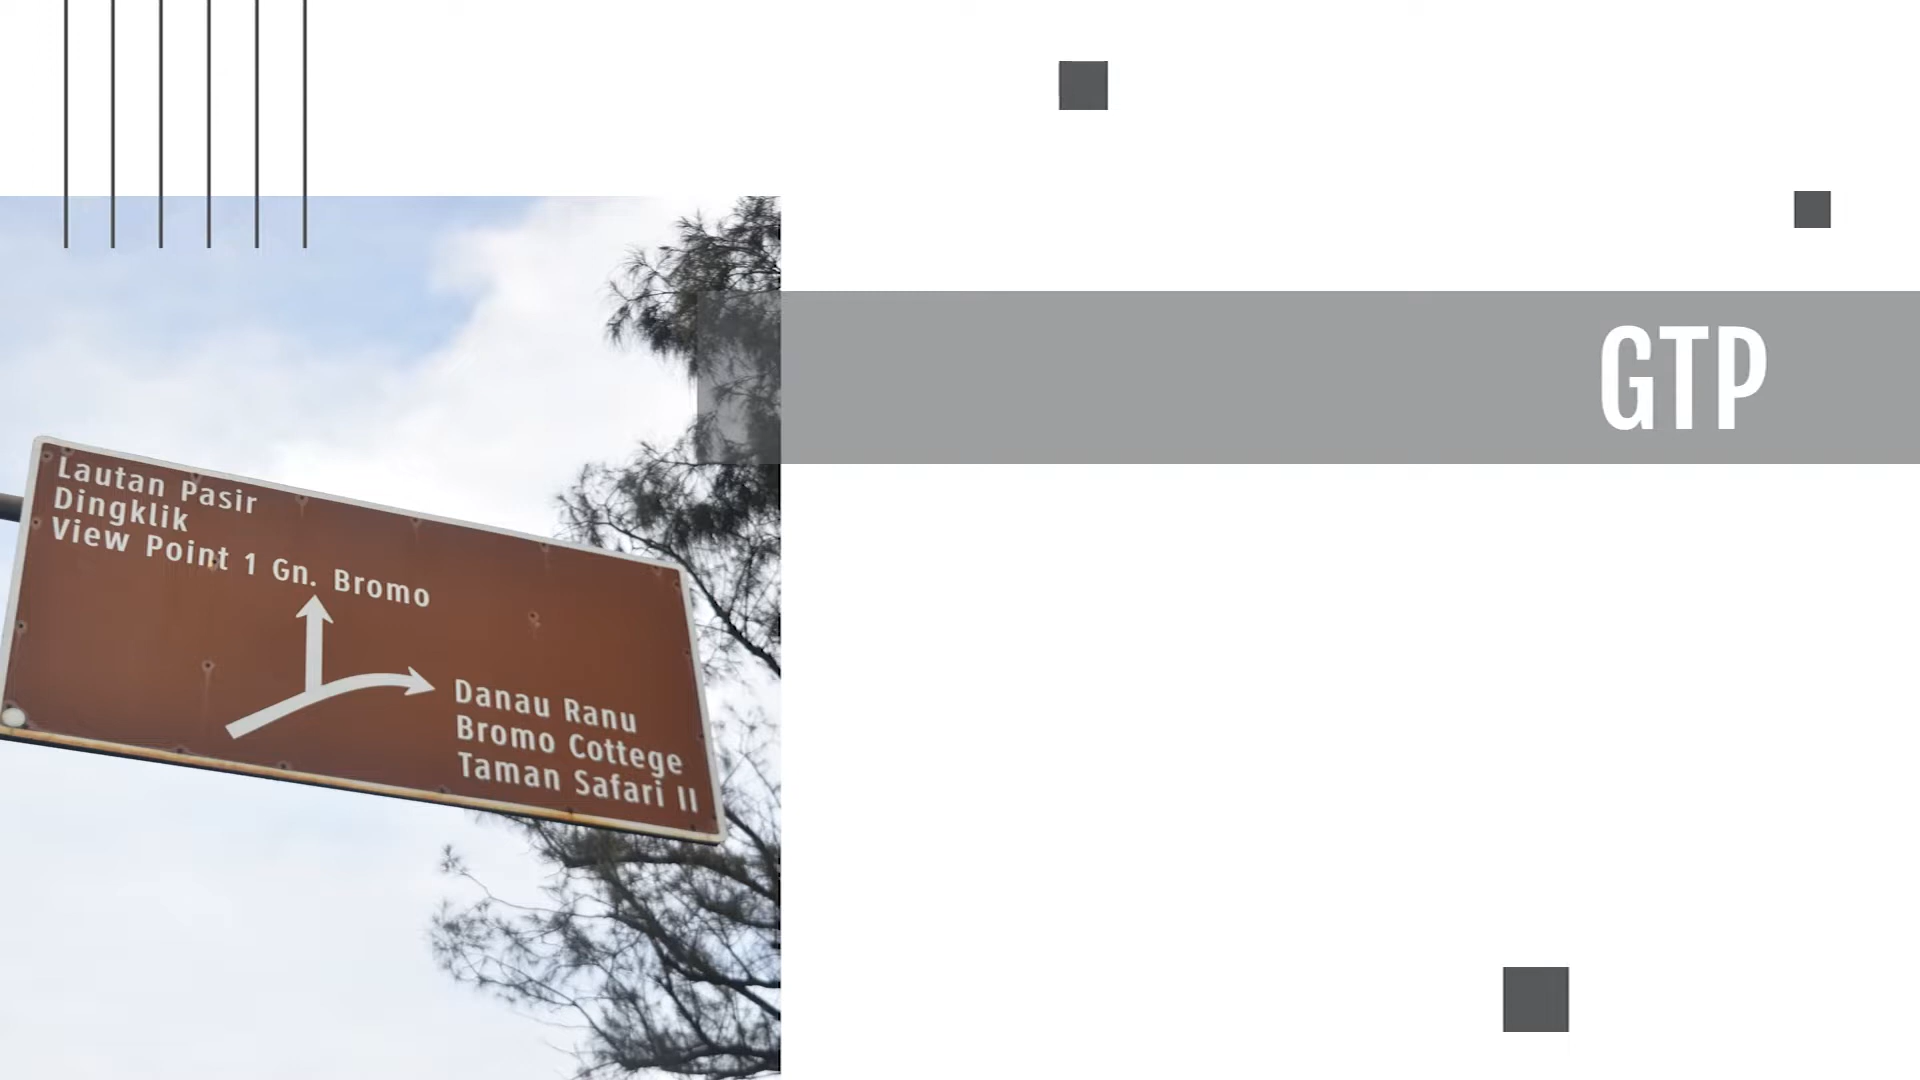 GTP
Lautan Pasir
Dingklik
View Point 1 Gn. Bromo
Danau Ranu
Bromo Cottege
Taman Safari II